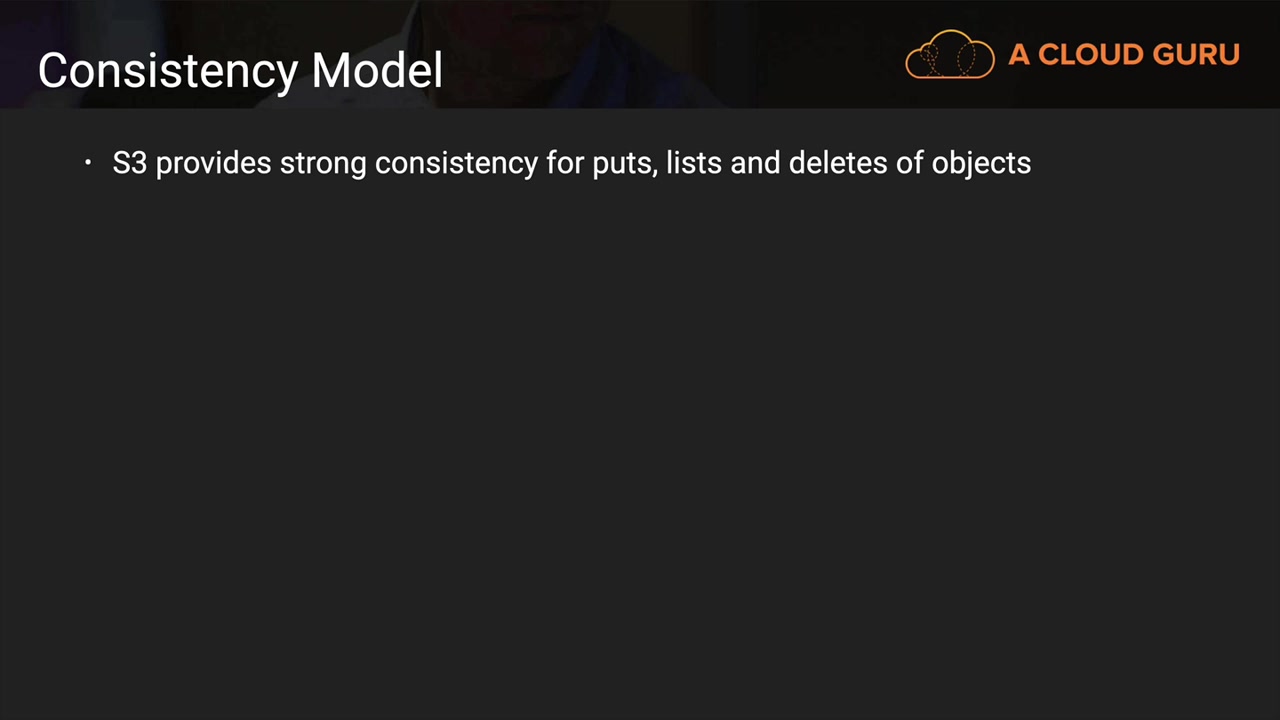 Consistency Model
A CLOUD GURU
• S3 provides strong consistency for puts, lists and deletes of objects